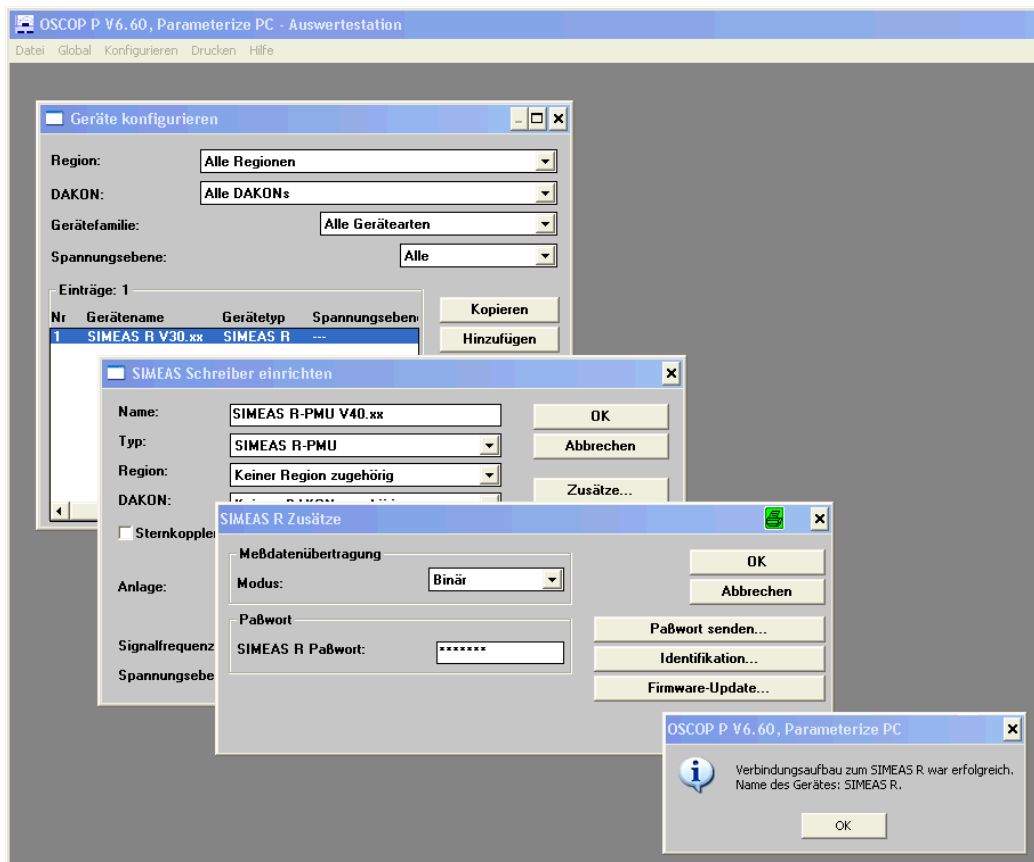 OSCOP P V6.60, Parameterize PC - Auswertestation
Datei Global Konfigurieren Drucken Hilfe
Geräte konfigurieren
Region: Alle Regionen
DAKON: Alle DAKONs
Gerätefamilie: Alle Gerätearten
Spannungsebene: Alle
Einträge: 1
Nr Gerätename Gerätetyp Spannungseben
1 SIMEAS R V30.xx SIMEAS R ---
Kopieren
Hinzufügen
SIMEAS Schreiber einrichten
Name: SIMEAS R-PMU V40.xx
Typ: SIMEAS R-PMU
Region: Keiner Region zugehörig
DAKON:
Sternkoppler
Anlage:
Signalfrequenz
Spannungsebe
OK
Abbrechen
Zusätze...
SIMEAS R Zusätze
Meßdatenübertragung
Modus: Binär
Paßwort
SIMEAS R Paßwort: *******
OK
Abbrechen
Paßwort senden...
Identifikation...
Firmware-Update...
OSCOP P V6.60, Parameterize PC
Verbindungsaufbau zum SIMEAS R war erfolgreich.
Name des Gerätes: SIMEAS R.
OK